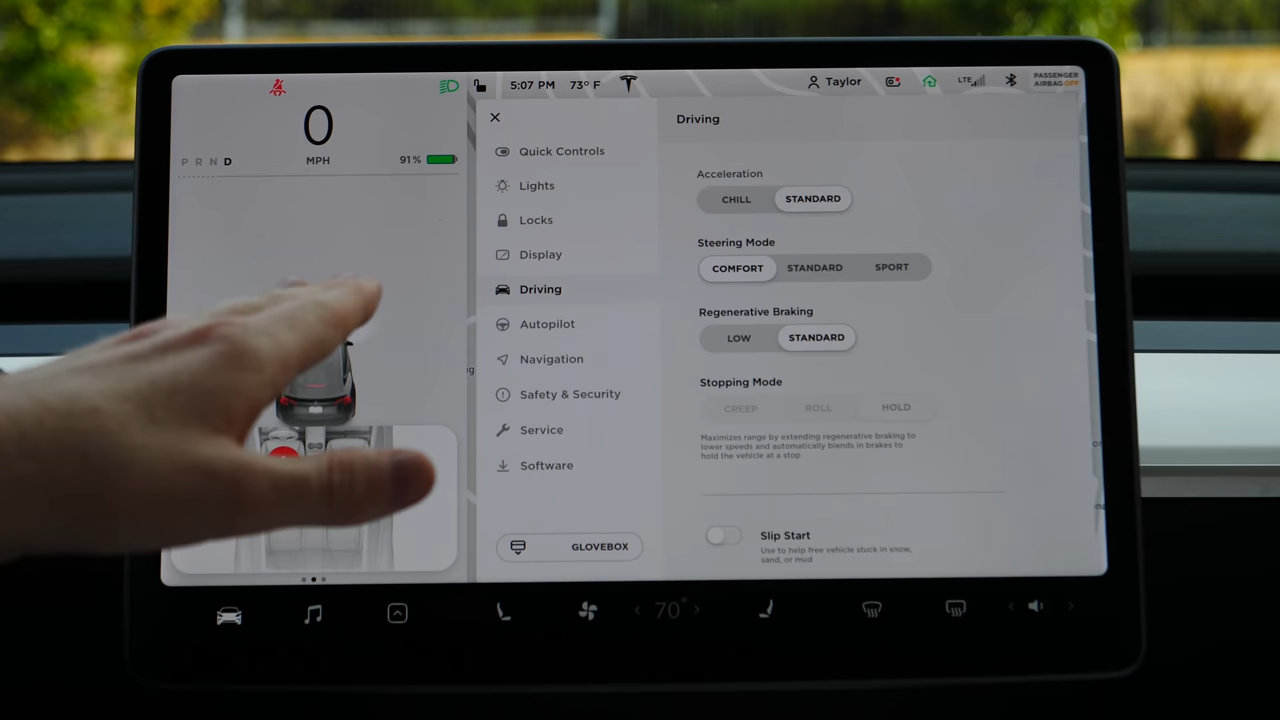 5:07 PM 73° F
Taylor
LTE
PASSENGER
AIRBAG OFF
0
MPH
P R N D
91%
Quick Controls
Lights
Locks
Display
Driving
Autopilot
Navigation
Safety & Security
Service
Software
GLOVEBOX
Driving
Acceleration
CHILL STANDARD
Steering Mode
COMFORT STANDARD SPORT
Regenerative Braking
LOW STANDARD
Stopping Mode
CREEP ROLL HOLD
Maximizes range by extending regenerative braking to
lower speeds and automatically blends in brakes to
hold the vehicle at a stop
Slip Start
Use to help free vehicle stuck in snow,
sand, or mud
70°